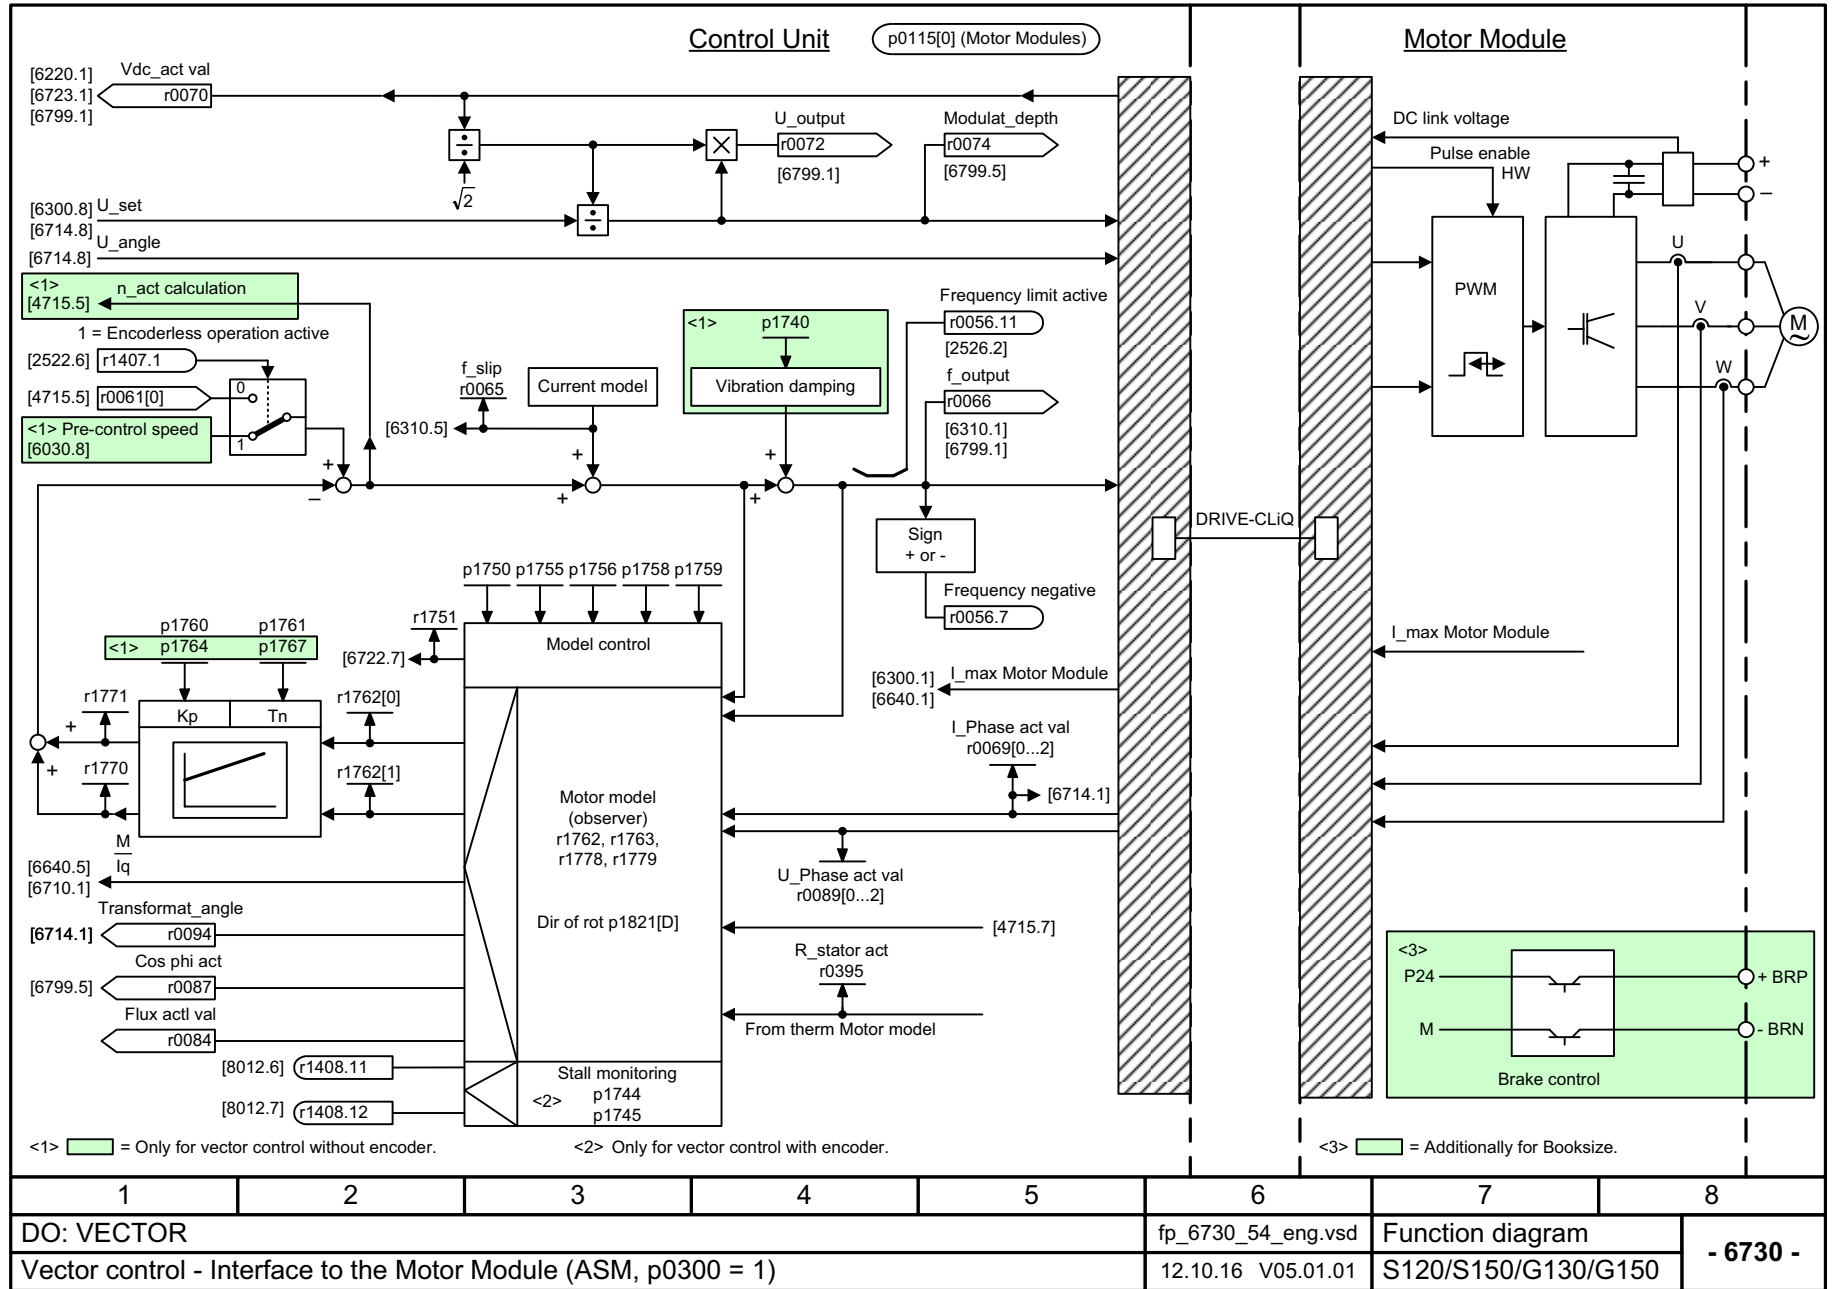 Control Unit
p0115[0] (Motor Modules)
Motor Module
[6220.1]
[6723.1]
[6799.1]
Vdc_act val
r0070
÷
√2
×
U_output
r0072
[6799.1]
Modulat_depth
r0074
[6799.5]
DC link voltage
Pulse enable
HW
+
–
[6300.8]
[6714.8]
U_set
÷
U_angle
[6714.8]
<1>
[4715.5]
n_act calculation
1 = Encoderless operation active
[2522.6]
r1407.1
[4715.5]
r0061[0]
0
1
<1> Pre-control speed
[6030.8]
+
–
f_slip
r0065
[6310.5]
Current model
+
+
<1>
p1740
Vibration damping
+
+
Frequency limit active
r0056.11
[2526.2]
f_output
r0066
[6310.1]
[6799.1]
Sign
+ or -
Frequency negative
r0056.7
PWM
U
V
W
M
~
DRIVE-CLiQ
p1750
p1755
p1756
p1758
p1759
r1751
[6722.7]
Model control
p1760
p1761
<1>
p1764
p1767
Kp
Tn
r1771
r1770
+
+
r1762[0]
r1762[1]
M
Iq
[6640.5]
[6710.1]
Motor model
(observer)
r1762, r1763,
r1778, r1779
Dir of rot p1821[D]
[6300.1]
[6640.1]
I_max Motor Module
I_max Motor Module
I_Phase act val
r0069[0...2]
[6714.1]
U_Phase act val
r0089[0...2]
[4715.7]
R_stator act
r0395
From therm Motor model
Transformat_angle
[6714.1]
r0094
Cos phi act
[6799.5]
r0087
Flux actl val
r0084
[8012.6]
r1408.11
[8012.7]
r1408.12
Stall monitoring
<2>
p1744
p1745
<3>
P24
M
+ BRP
- BRN
Brake control
<1> = Only for vector control without encoder.
<2> Only for vector control with encoder.
<3> = Additionally for Booksize.
1 2 3 4 5 6 7 8
DO: VECTOR
fp_6730_54_eng.vsd
Function diagram
- 6730 -
Vector control - Interface to the Motor Module (ASM, p0300 = 1)
12.10.16 V05.01.01
S120/S150/G130/G150